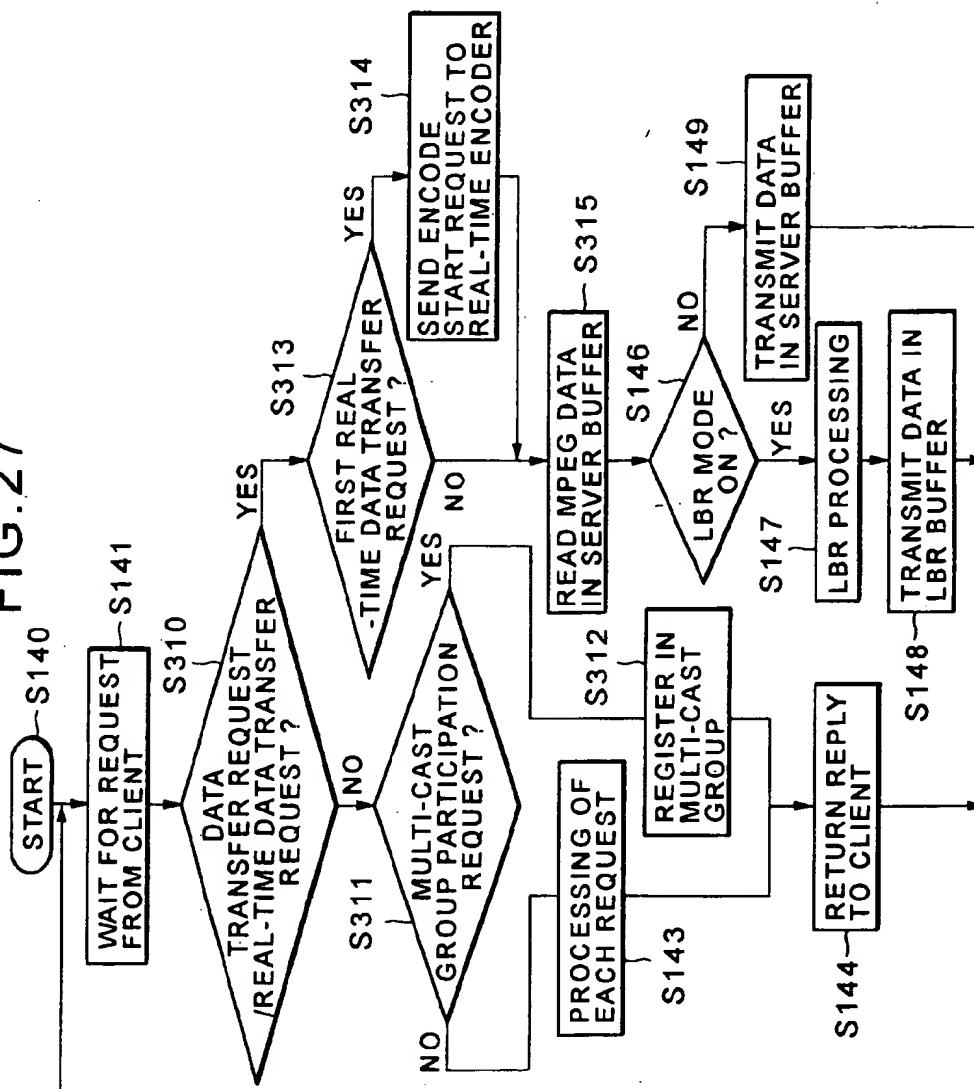 FIG.27
START
S140
WAIT FOR REQUEST
FROM CLIENT
S141
DATA
TRANSFER REQUEST
/REAL-TIME DATA TRANSFER
REQUEST ?
S310
YES
NO
MULTI-CAST
GROUP PARTICIPATION
REQUEST ?
S311
YES
NO
FIRST REAL
-TIME DATA TRANSFER
REQUEST ?
S313
YES
NO
SEND ENCODE
START REQUEST TO
REAL-TIME ENCODER
S314
READ MPEG DATA
IN SERVER BUFFER
S315
LBR MODE
ON ?
S146
NO
YES
TRANSMIT DATA
IN SERVER BUFFER
S149
S147
LBR PROCESSING
TRANSMIT DATA IN
LBR BUFFER
S148
S312
REGISTER IN
MULTI-CAST
GROUP
PROCESSING OF
EACH REQUEST
S143
RETURN REPLY
TO CLIENT
S144